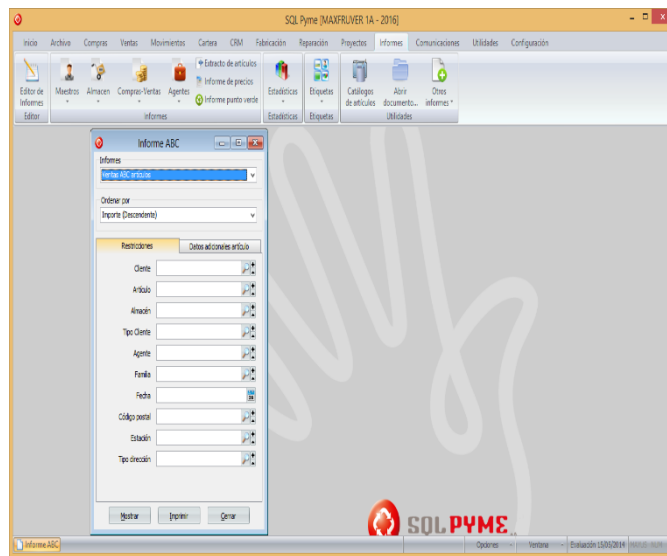 SQL Pyme [MAXFRUVER 1A - 2016]
Inicio Archivo Compras Ventas Movimientos Cartera CRM Fabricación Reparación Proyectos Informes Comunicaciones Utilidades Configuración
Editor de Informes
Maestros
Almacen
Compras-Ventas
Agentes
Extracto de artículos
Informe de precios
Informe punto verde
Estadísticas
Etiquetas
Catálogos de artículos
Abrir documento...
Otros informes
Editor Informes Estadísticas Etiquetas Utilidades
Informe ABC
Informes
Ventas ABC artículos
Ordenar por
Importe (Descendente)
Restricciones Datos adicionales artículo
Cliente
Artículo
Almacén
Tipo Cliente
Agente
Familia
Fecha
Código postal
Estación
Tipo dirección
Mostrar Imprimir Cerrar
SQL PYME
Informe ABC Opciones Ventana Evaluación 15/05/2014